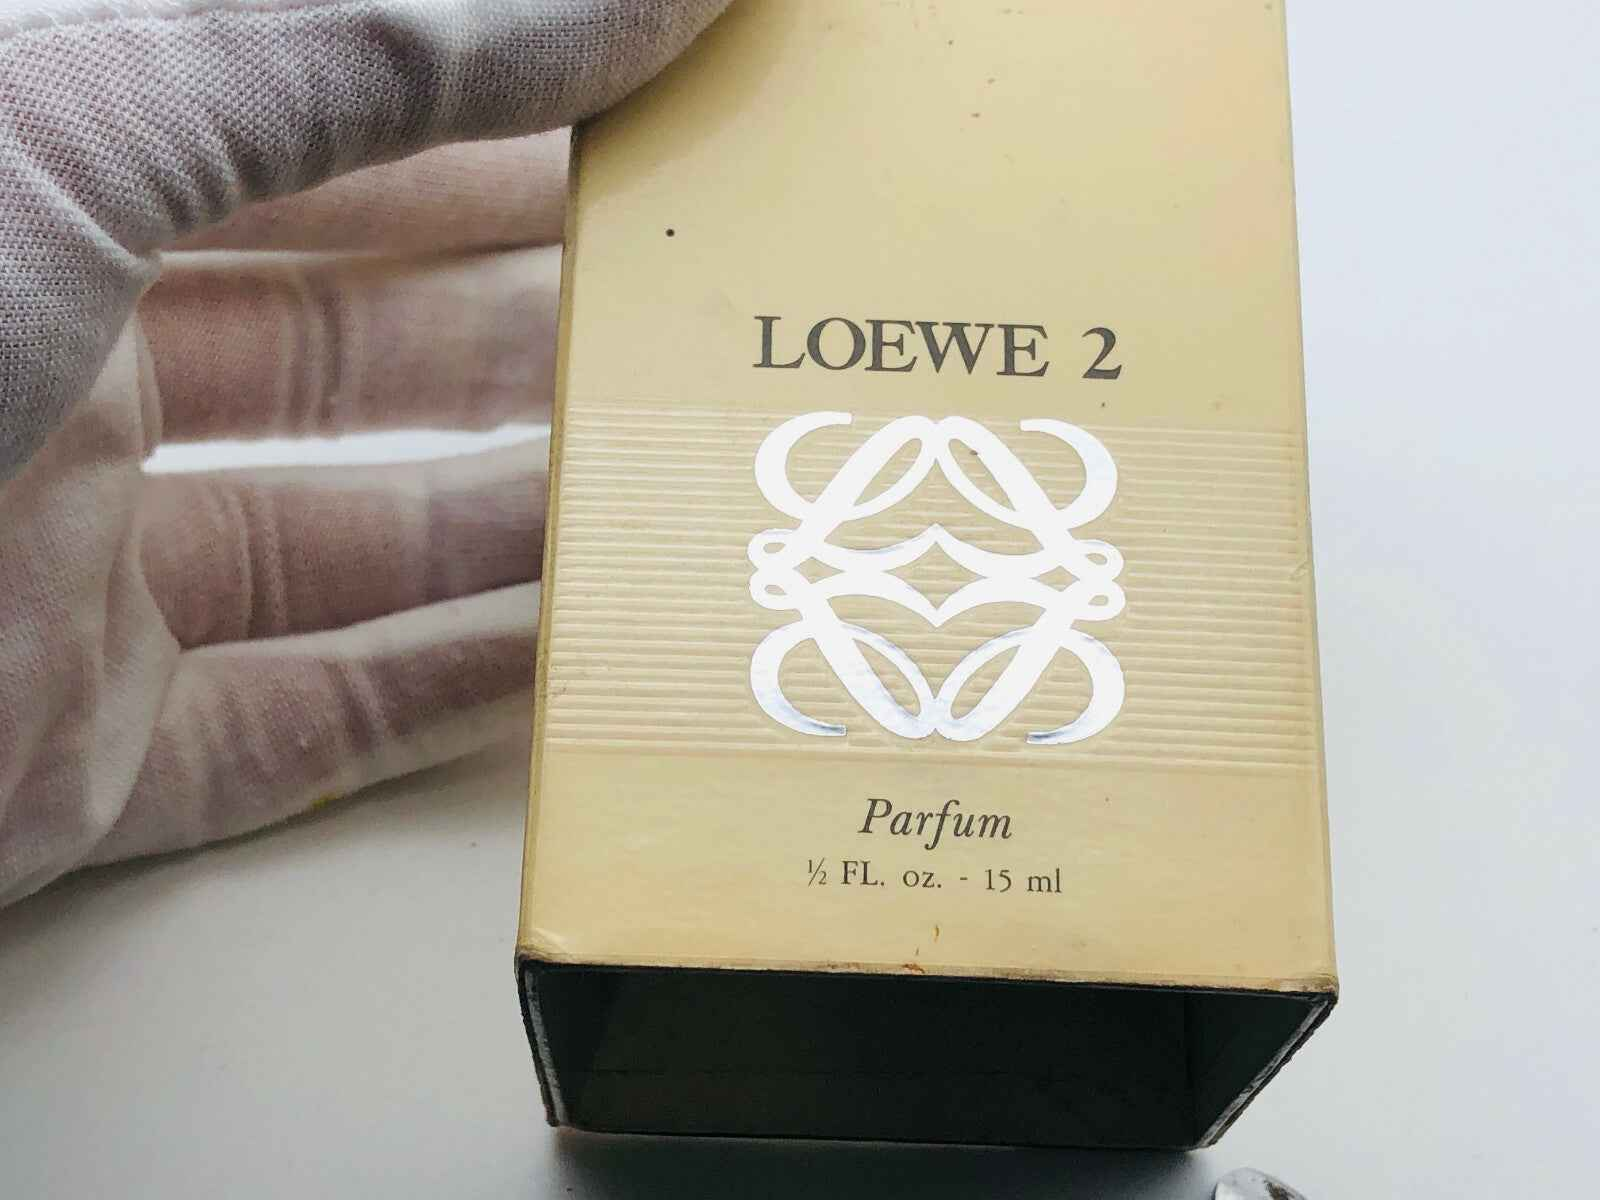 LOEWE 2
Parfum
½ FL. oz. - 15 ml